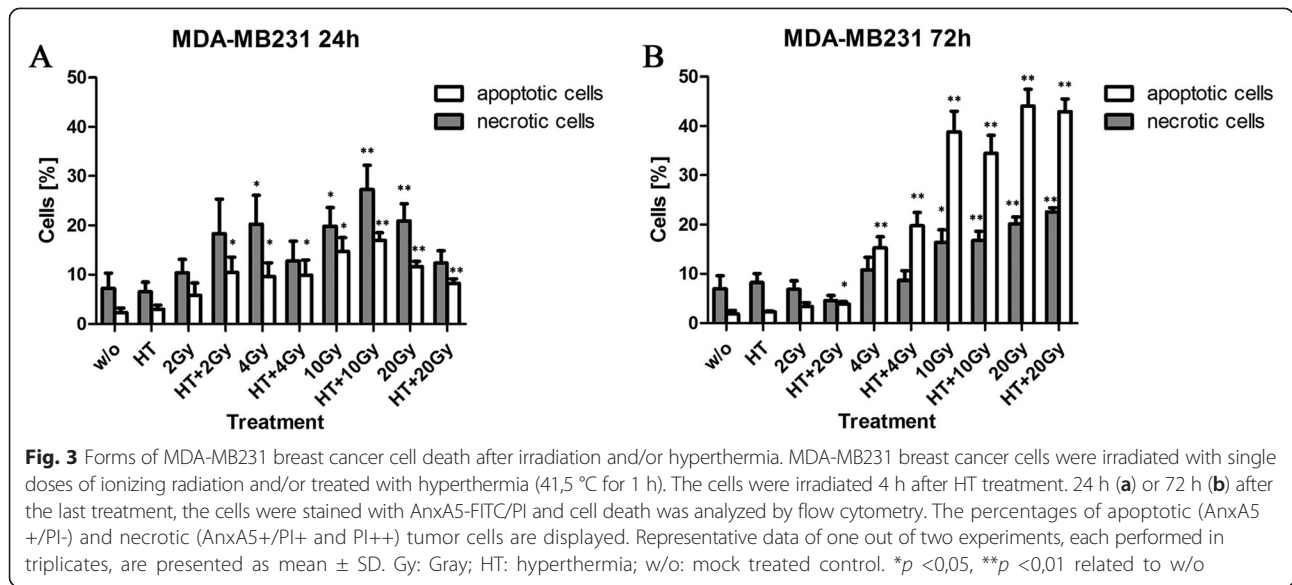 A
MDA-MB231 24h
50
40
30
20
10
0
Cells [%]
apoptotic cells
necrotic cells
*
*
*
*
*
*
**
**
**
**
**
w/o
HT
2Gy
HT+2Gy
4Gy
HT+4Gy
10Gy
HT+10Gy
20Gy
HT+20Gy
Treatment
B
MDA-MB231 72h
50
40
30
20
10
0
Cells [%]
apoptotic cells
necrotic cells
*
**
**
*
**
**
**
**
**
**
**
w/o
HT
2Gy
HT+2Gy
4Gy
HT+4Gy
10Gy
HT+10Gy
20Gy
HT+20Gy
Treatment
Fig. 3 Forms of MDA-MB231 breast cancer cell death after irradiation and/or hyperthermia. MDA-MB231 breast cancer cells were irradiated with single
doses of ionizing radiation and/or treated with hyperthermia (41,5 °C for 1 h). The cells were irradiated 4 h after HT treatment. 24 h (a) or 72 h (b) after
the last treatment, the cells were stained with AnxA5-FITC/PI and cell death was analyzed by flow cytometry. The percentages of apoptotic (AnxA5
+/PI-) and necrotic (AnxA5+/PI+ and PI++) tumor cells are displayed. Representative data of one out of two experiments, each performed in
triplicates, are presented as mean ± SD. Gy: Gray; HT: hyperthermia; w/o: mock treated control. *p <0,05, **p <0,01 related to w/o